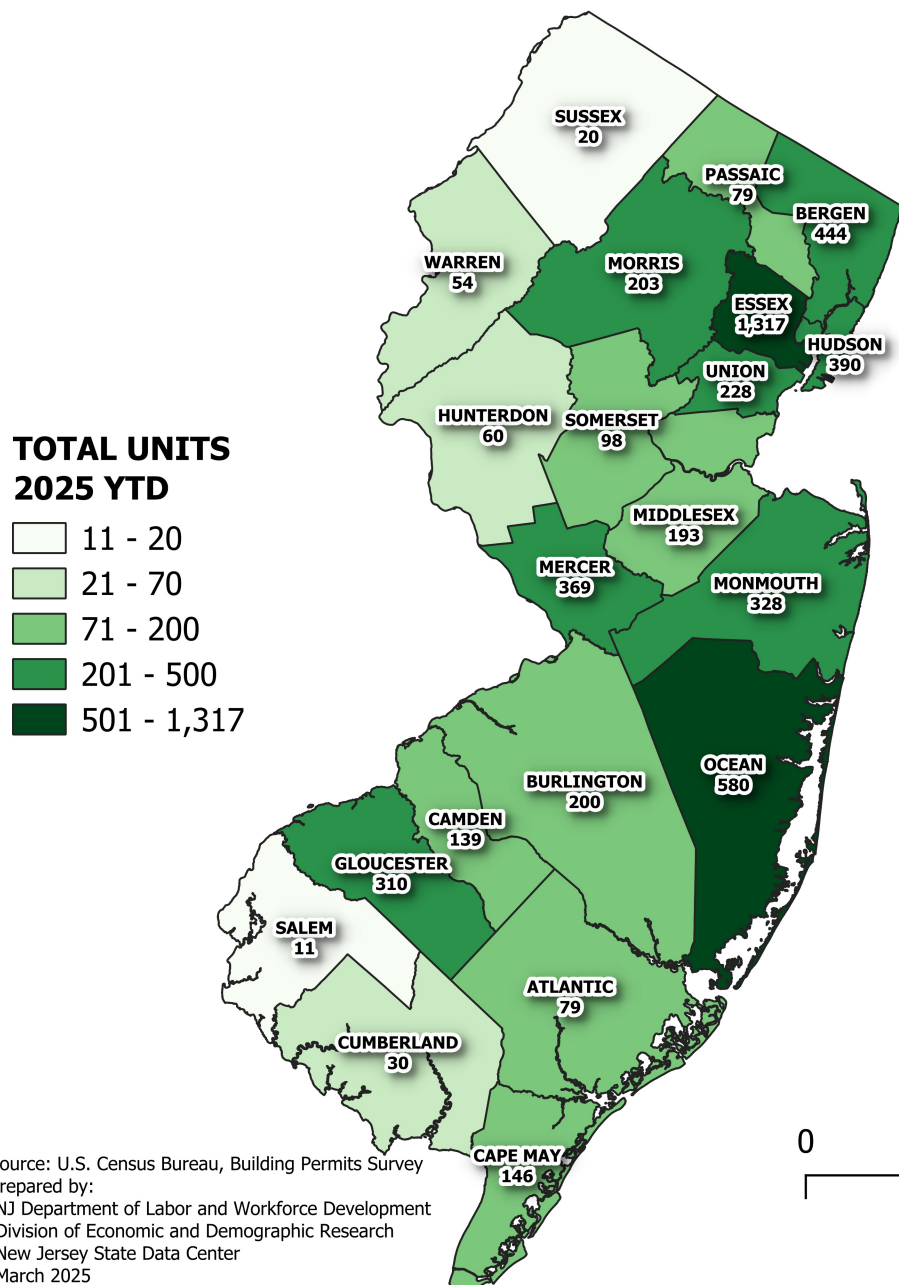 SUSSEX
20
PASSAIC
79
BERGEN
444
WARREN
54
MORRIS
203
ESSEX
1,317
HUDSON
390
UNION
228
HUNTERDON
60
SOMERSET
98
TOTAL UNITS
2025 YTD
11 - 20
21 - 70
71 - 200
201 - 500
501 - 1,317
MIDDLESEX
193
MERCER
369
MONMOUTH
328
OCEAN
580
BURLINGTON
200
CAMDEN
139
GLOUCESTER
310
SALEM
11
ATLANTIC
79
CUMBERLAND
30
CAPE MAY
146
0
ource: U.S. Census Bureau, Building Permits Survey
repared by:
NJ Department of Labor and Workforce Development
Division of Economic and Demographic Research
New Jersey State Data Center
March 2025